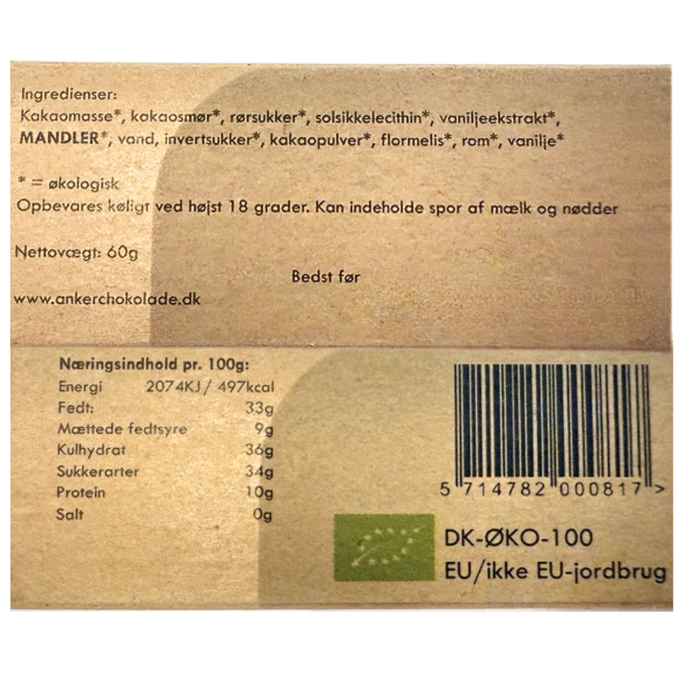 Ingredienser:
Kakaomasse*, kakaosmør*, rørsukker*, solsikkelecithin*, vaniljeekstrakt*,
MANDLER*, vand, invertsukker*, kakaopulver*, flormelis*, rom*, vanilje*
* = økologisk
Opbevares køligt ved højst 18 grader. Kan indeholde spor af mælk og nødder
Nettovægt: 60g
Bedst før
www.ankerchokolade.dk
Næringsindhold pr. 100g:
Energi 2074KJ/ 497kcal
Fedt: 33g
Mættede fedtsyre 9g
Kulhydrat 36g
Sukkerarter 34g
Protein 10g
Salt 0g
5 714782 000817 >
DK-ØKO-100
EU/ikke EU-jordbrug